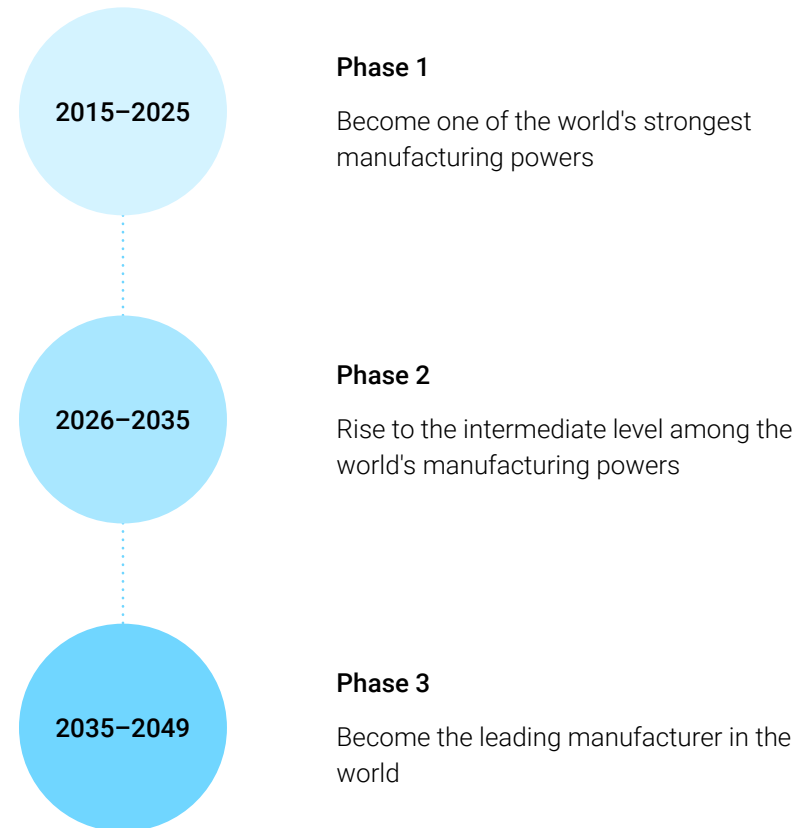 2015–2025
Phase 1
Become one of the world's strongest
manufacturing powers
2026–2035
Phase 2
Rise to the intermediate level among the
world's manufacturing powers
2035–2049
Phase 3
Become the leading manufacturer in the
world